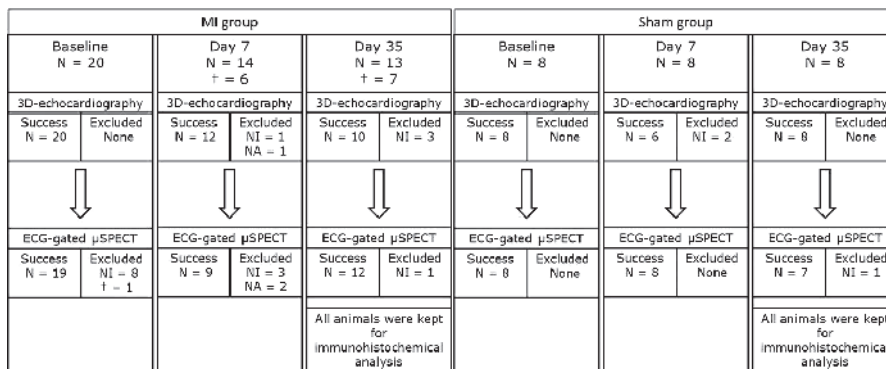 MI group
Sham group
Baseline
N = 20
Day 7
N = 14
† = 6
Day 35
N = 13
† = 7
Baseline
N = 8
Day 7
N = 8
Day 35
N = 8
3D-echocardiography
3D-echocardiography
3D-echocardiography
3D-echocardiography
3D-echocardiography
3D-echocardiography
Success
N = 20
Excluded
None
Success
N = 12
Excluded
NI = 1
NA = 1
Success
N = 10
Excluded
NI = 3
Success
N = 8
Excluded
None
Success
N = 6
Excluded
NI = 2
Success
N = 8
Excluded
None
ECG-gated µSPECT
ECG-gated µSPECT
ECG-gated µSPECT
ECG-gated µSPECT
ECG-gated µSPECT
ECG-gated µSPECT
Success
N = 19
Excluded
NI = 8
† = 1
Success
N = 9
Excluded
NI = 3
NA = 2
Success
N = 12
Excluded
NI = 1
Success
N = 8
Excluded
None
Success
N = 8
Excluded
None
Success
N = 7
Excluded
NI = 1
All animals were kept
for
immunohistochemical
analysis
All animals were kept
for
immunohistochemical
analysis